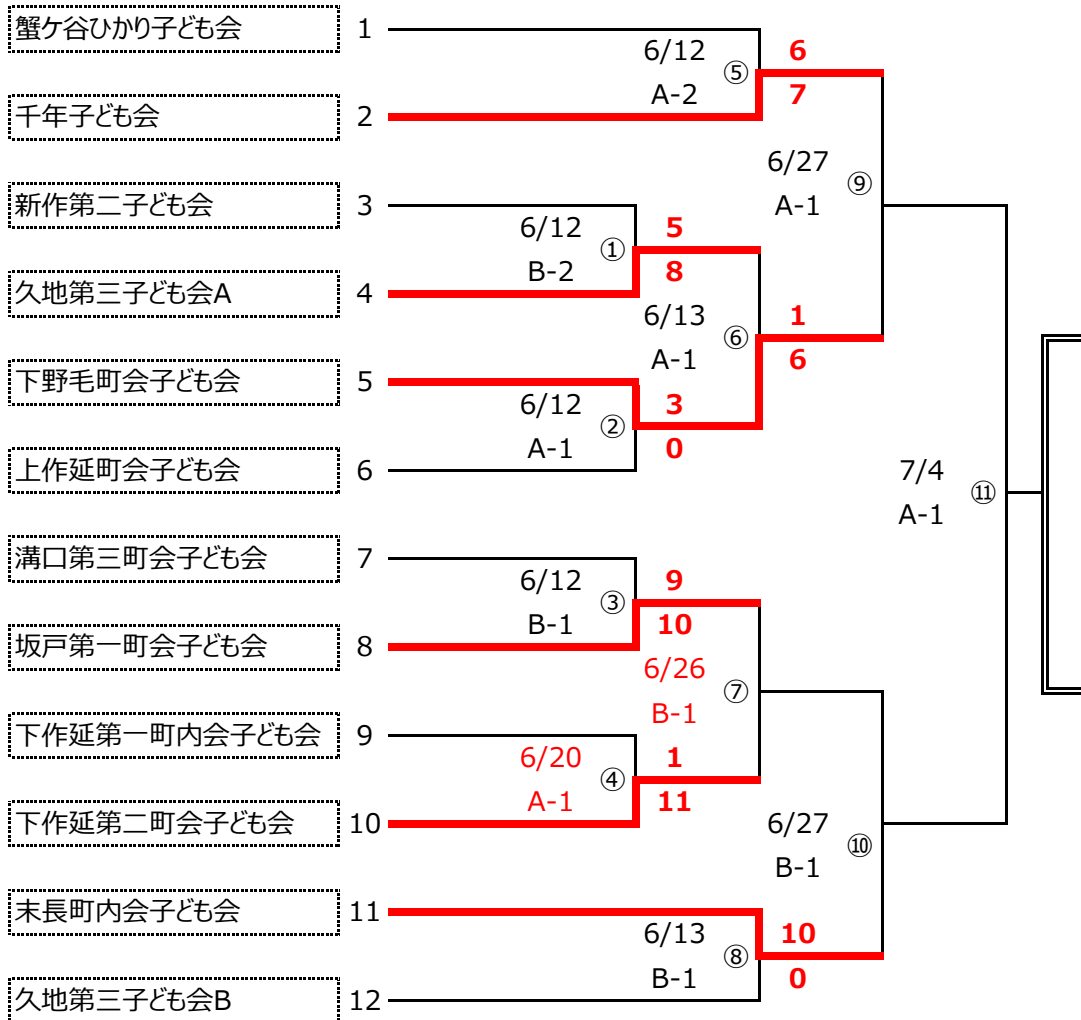 蟹ケ谷ひかり子ども会 1
6/12 ⑤ 6
A-2 7
千年子ども会 2
6/27 ⑨
A-1
新作第二子ども会 3
6/12 ① 5
B-2 8
久地第三子ども会A 4
6/13 ⑥ 1
A-1 6
下野毛町会子ども会 5
6/12 ② 3
A-1 0
上作延町会子ども会 6
7/4 ⑪
A-1
溝口第三町会子ども会 7
6/12 ③ 9
B-1 10
坂戸第一町会子ども会 8
6/26 ⑦
B-1
下作延第一町内会子ども会 9
6/20 ④ 1
A-1 11
下作延第二町会子ども会 10
6/27 ⑩
B-1
末長町内会子ども会 11
6/13 ⑧ 10
B-1 0
久地第三子ども会B 12